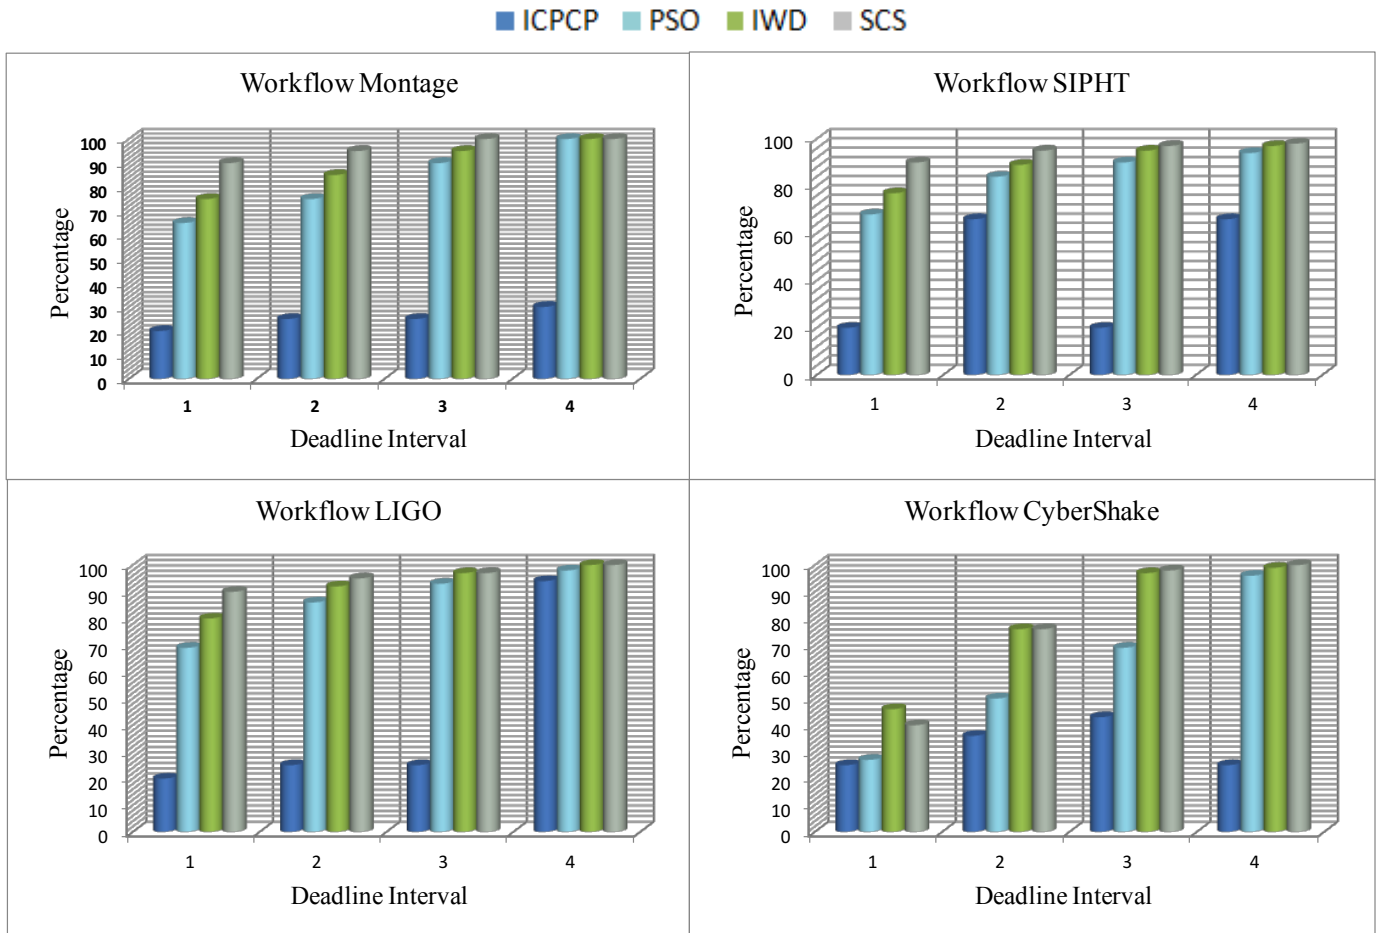 ICPCP PSO IWD SCS
Workflow Montage
Percentage
100
90
80
70
60
50
40
30
20
10
0
1 2 3 4
Deadline Interval
Workflow SIPHT
Percentage
100
80
60
40
20
0
1 2 3 4
Deadline Interval
Workflow LIGO
Percentage
100
90
80
70
60
50
40
30
20
10
0
1 2 3 4
Deadline Interval
Workflow CyberShake
Percentage
100
90
80
70
60
50
40
30
20
10
0
1 2 3 4
Deadline Interval